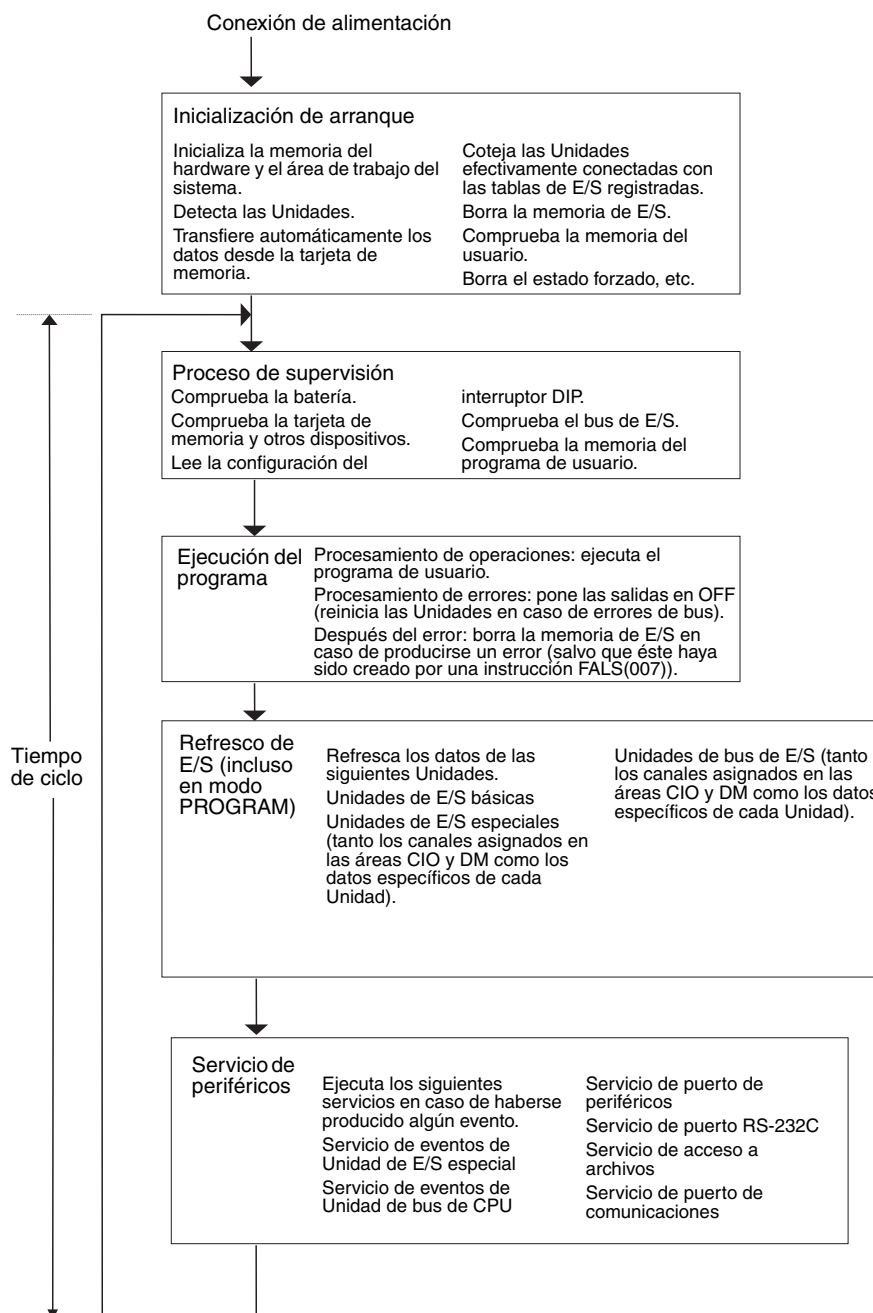 Conexión de alimentación
Inicialización de arranque
Inicializa la memoria del
hardware y el área de trabajo del
sistema.
Detecta las Unidades.
Transfiere automáticamente los
datos desde la tarjeta de
memoria.
Coteja las Unidades
efectivamente conectadas con
las tablas de E/S registradas.
Borra la memoria de E/S.
Comprueba la memoria del
usuario.
Borra el estado forzado, etc.
Proceso de supervisión
Comprueba la batería.
Comprueba la tarjeta de
memoria y otros dispositivos.
Lee la configuración del
interruptor DIP.
Comprueba el bus de E/S.
Comprueba la memoria del
programa de usuario.
Ejecución del
programa
Procesamiento de operaciones: ejecuta el
programa de usuario.
Procesamiento de errores: pone las salidas en OFF
(reinicia las Unidades en caso de errores de bus).
Después del error: borra la memoria de E/S en
caso de producirse un error (salvo que éste haya
sido creado por una instrucción FALS(007)).
Tiempo
de ciclo
Refresco de
E/S (incluso
en modo
PROGRAM)
Refresca los datos de las
siguientes Unidades.
Unidades de E/S básicas
Unidades de E/S especiales
(tanto los canales asignados en
las áreas CIO y DM como los
datos específicos de cada
Unidad).
Unidades de bus de E/S (tanto
los canales asignados en las
áreas CIO y DM como los datos
específicos de cada Unidad).
Servicio de
periféricos
Ejecuta los siguientes
servicios en caso de haberse
producido algún evento.
Servicio de eventos de
Unidad de E/S especial
Servicio de eventos de
Unidad de bus de CPU
Servicio de puerto de
periféricos
Servicio de puerto RS-232C
Servicio de acceso a
archivos
Servicio de puerto de
comunicaciones